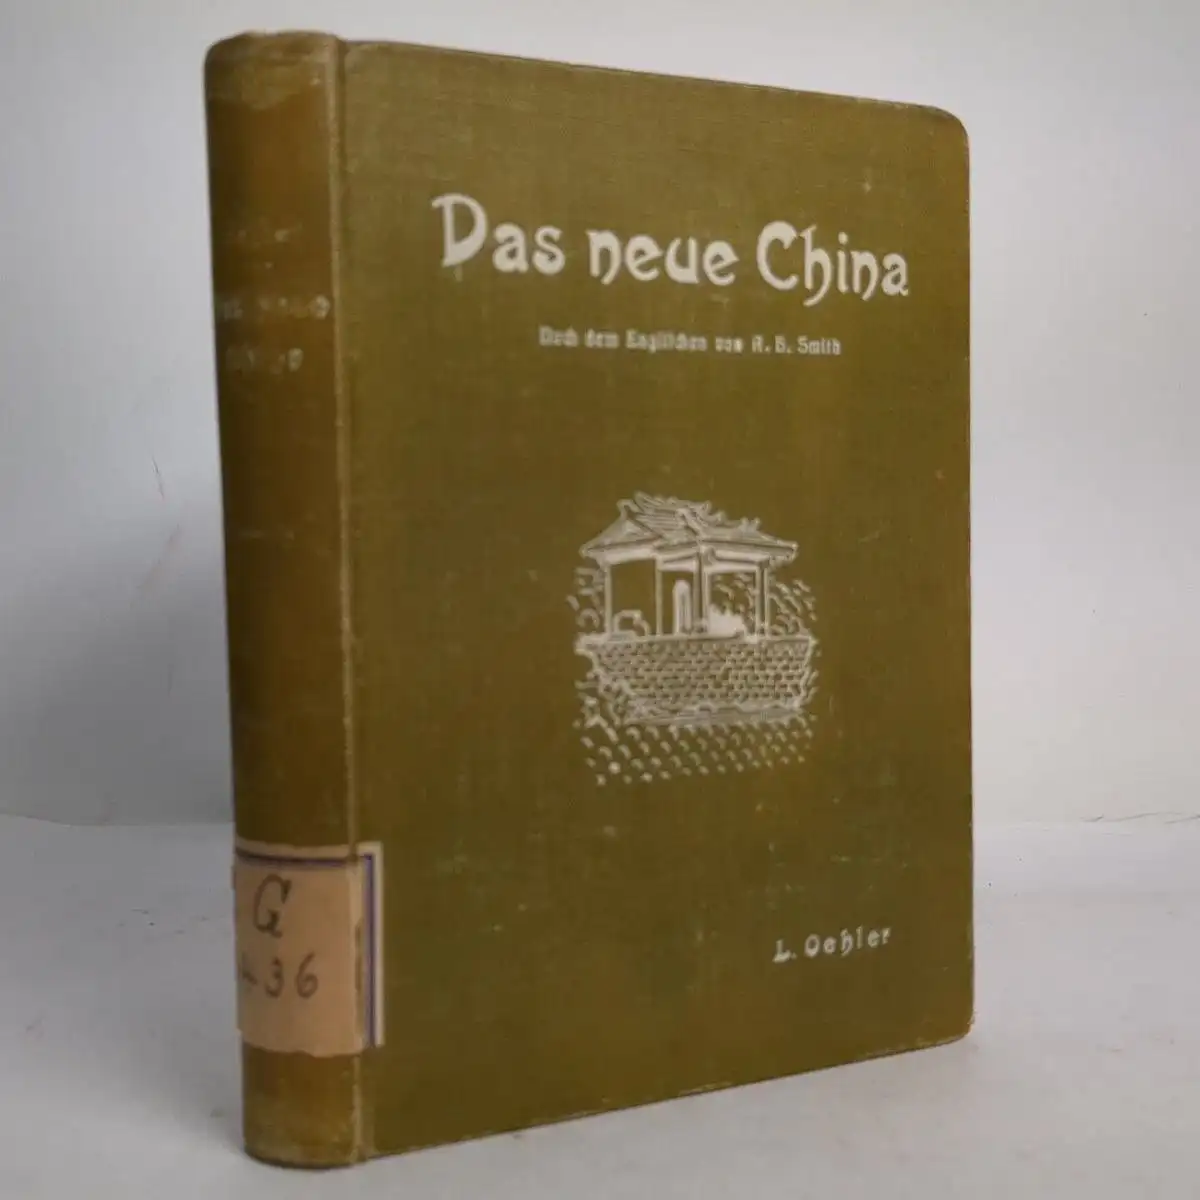 Das neue China
Nach dem Englischen von A. H. Smith
L. Oehler
G
36